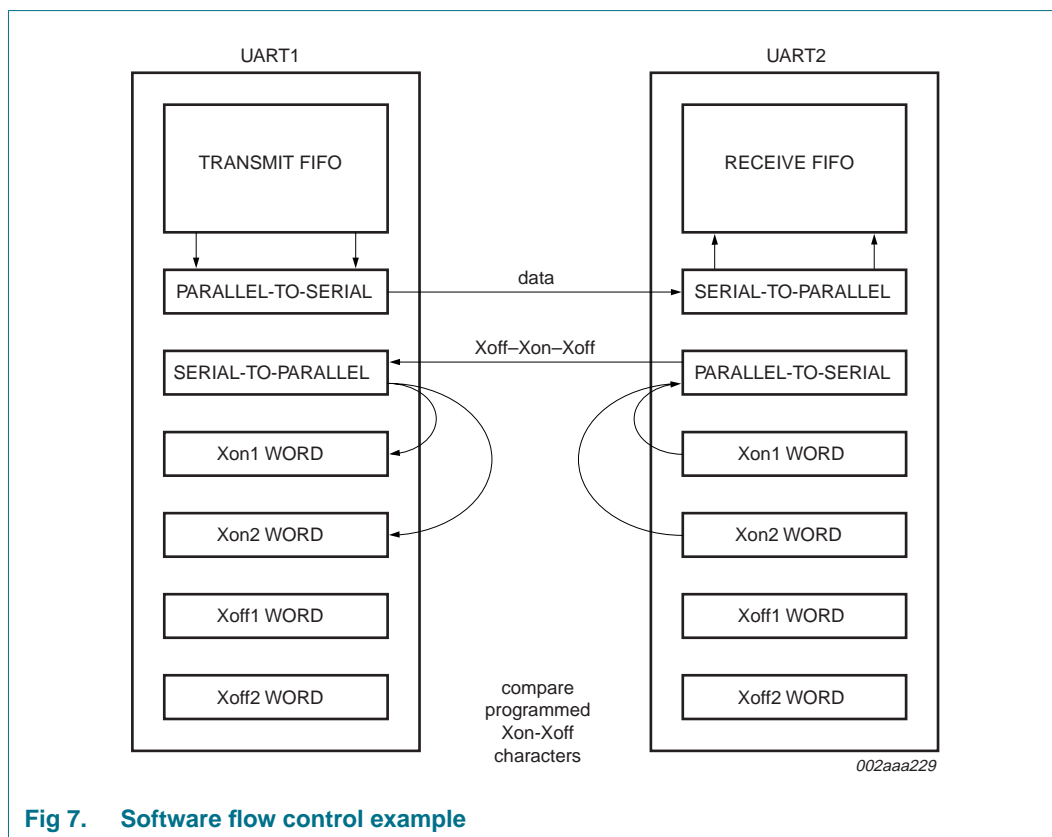 UART1
UART2
TRANSMIT FIFO
RECEIVE FIFO
PARALLEL-TO-SERIAL
data
SERIAL-TO-PARALLEL
Xoff–Xon–Xoff
SERIAL-TO-PARALLEL
PARALLEL-TO-SERIAL
Xon1 WORD
Xon1 WORD
Xon2 WORD
Xon2 WORD
Xoff1 WORD
Xoff1 WORD
Xoff2 WORD
Xoff2 WORD
compare
programmed
Xon-Xoff
characters
002aaa229
Fig 7. Software flow control example